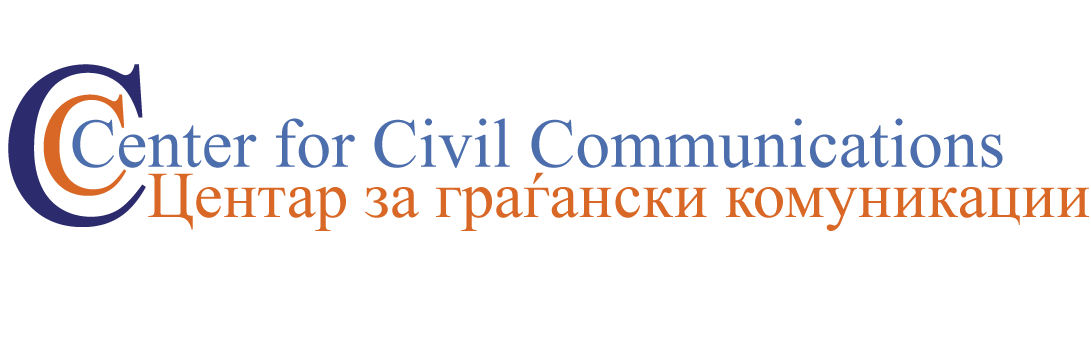 Center for Civil Communications
Центар за граѓански комуникации